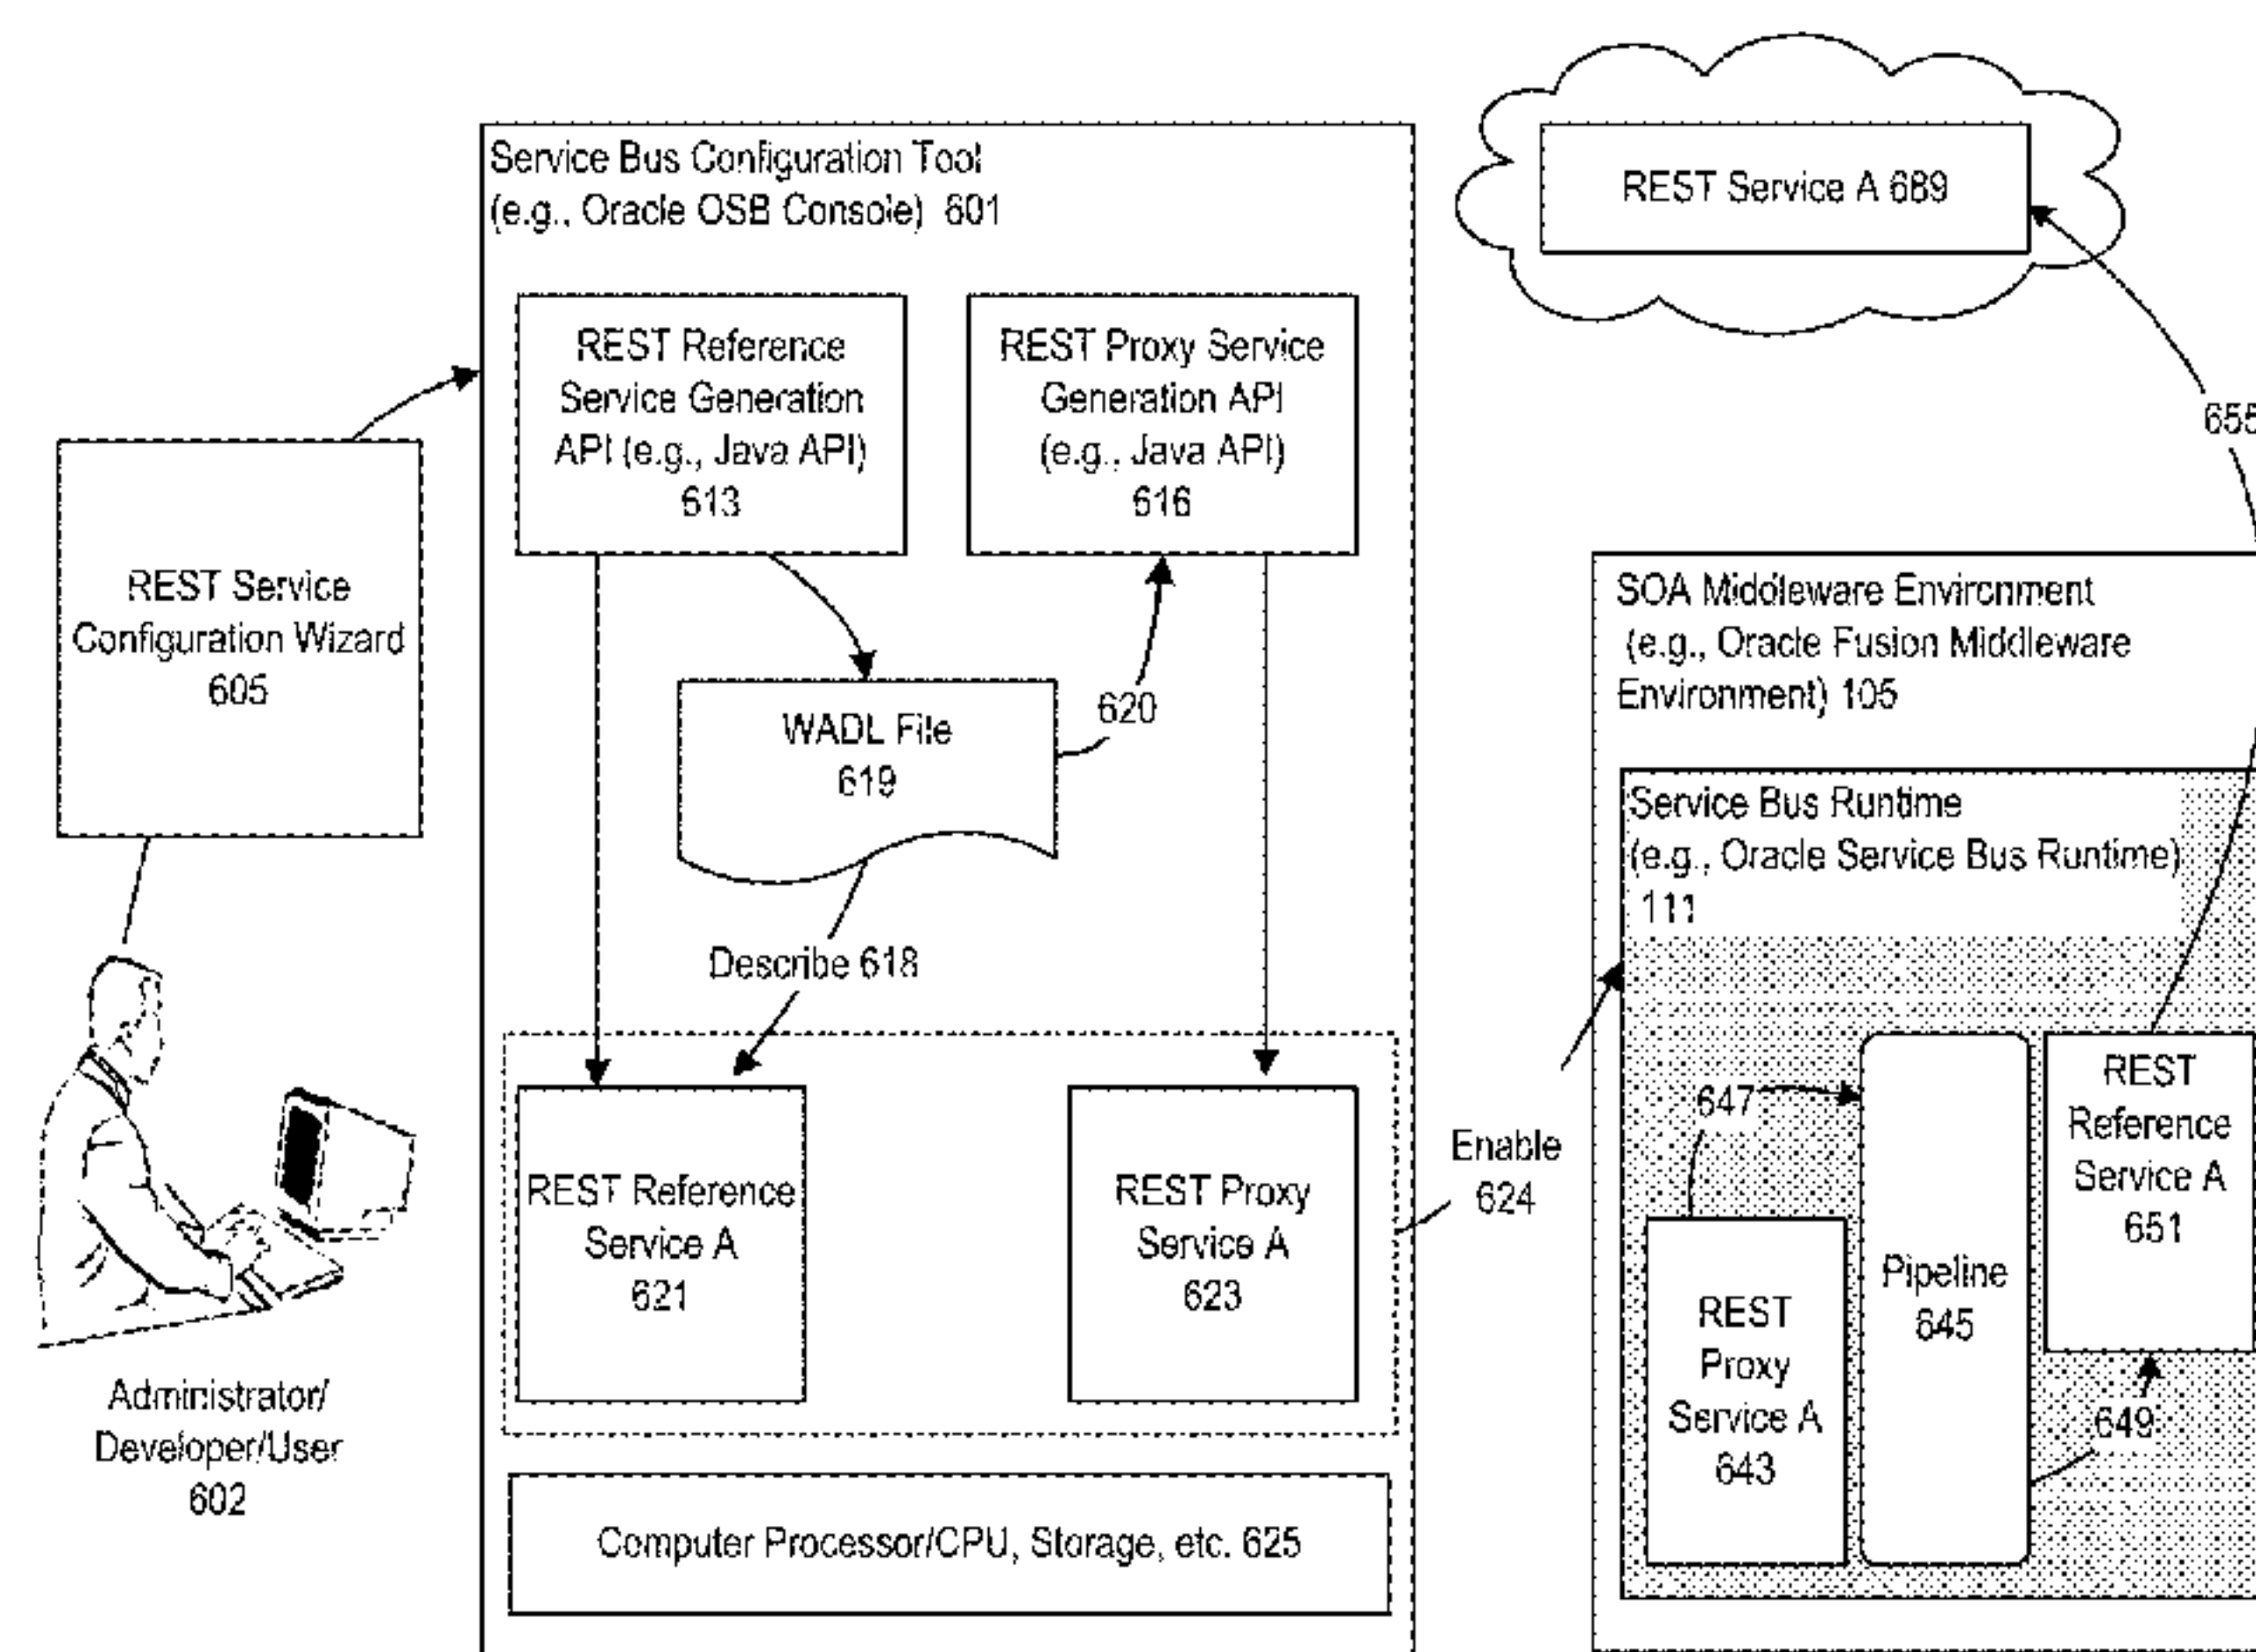 Service Bus Configuration Tool
(e.g., Oracle OSB Console) 601
REST Service A 689
REST Reference
Service Generation
API (e.g., Java API)
613
REST Proxy Service
Generation API
(e.g., Java API)
616
655
REST Service
Configuration Wizard
605
WADL File
619
620
SOA Middleware Environment
(e.g., Oracle Fusion Middleware
Environment) 105
Service Bus Runtime
(e.g., Oracle Service Bus Runtime)
111
Describe 618
REST Reference
Service A
621
REST Proxy
Service A
623
Enable
624
647
REST
Proxy
Service A
643
Pipeline
645
REST
Reference
Service A
651
649
Administrator/
Developer/User
602
Computer Processor/CPU, Storage, etc. 625